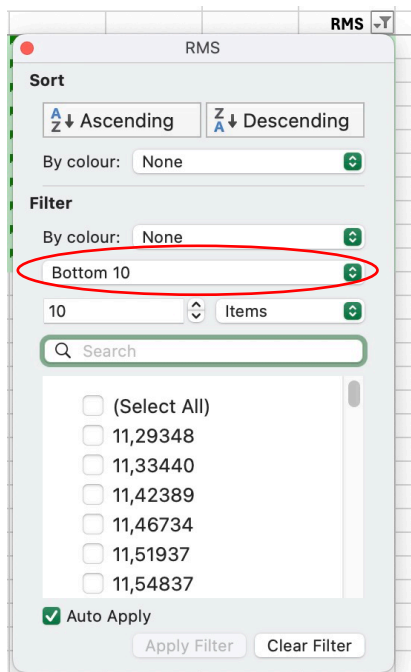 RMS
RMS
Sort
A Z Ascending Z A Descending
By colour: None
Filter
By colour: None
Bottom 10
10 Items
Search
(Select All)
11,29348
11,33440
11,42389
11,46734
11,51937
11,54837
Auto Apply
Apply Filter Clear Filter